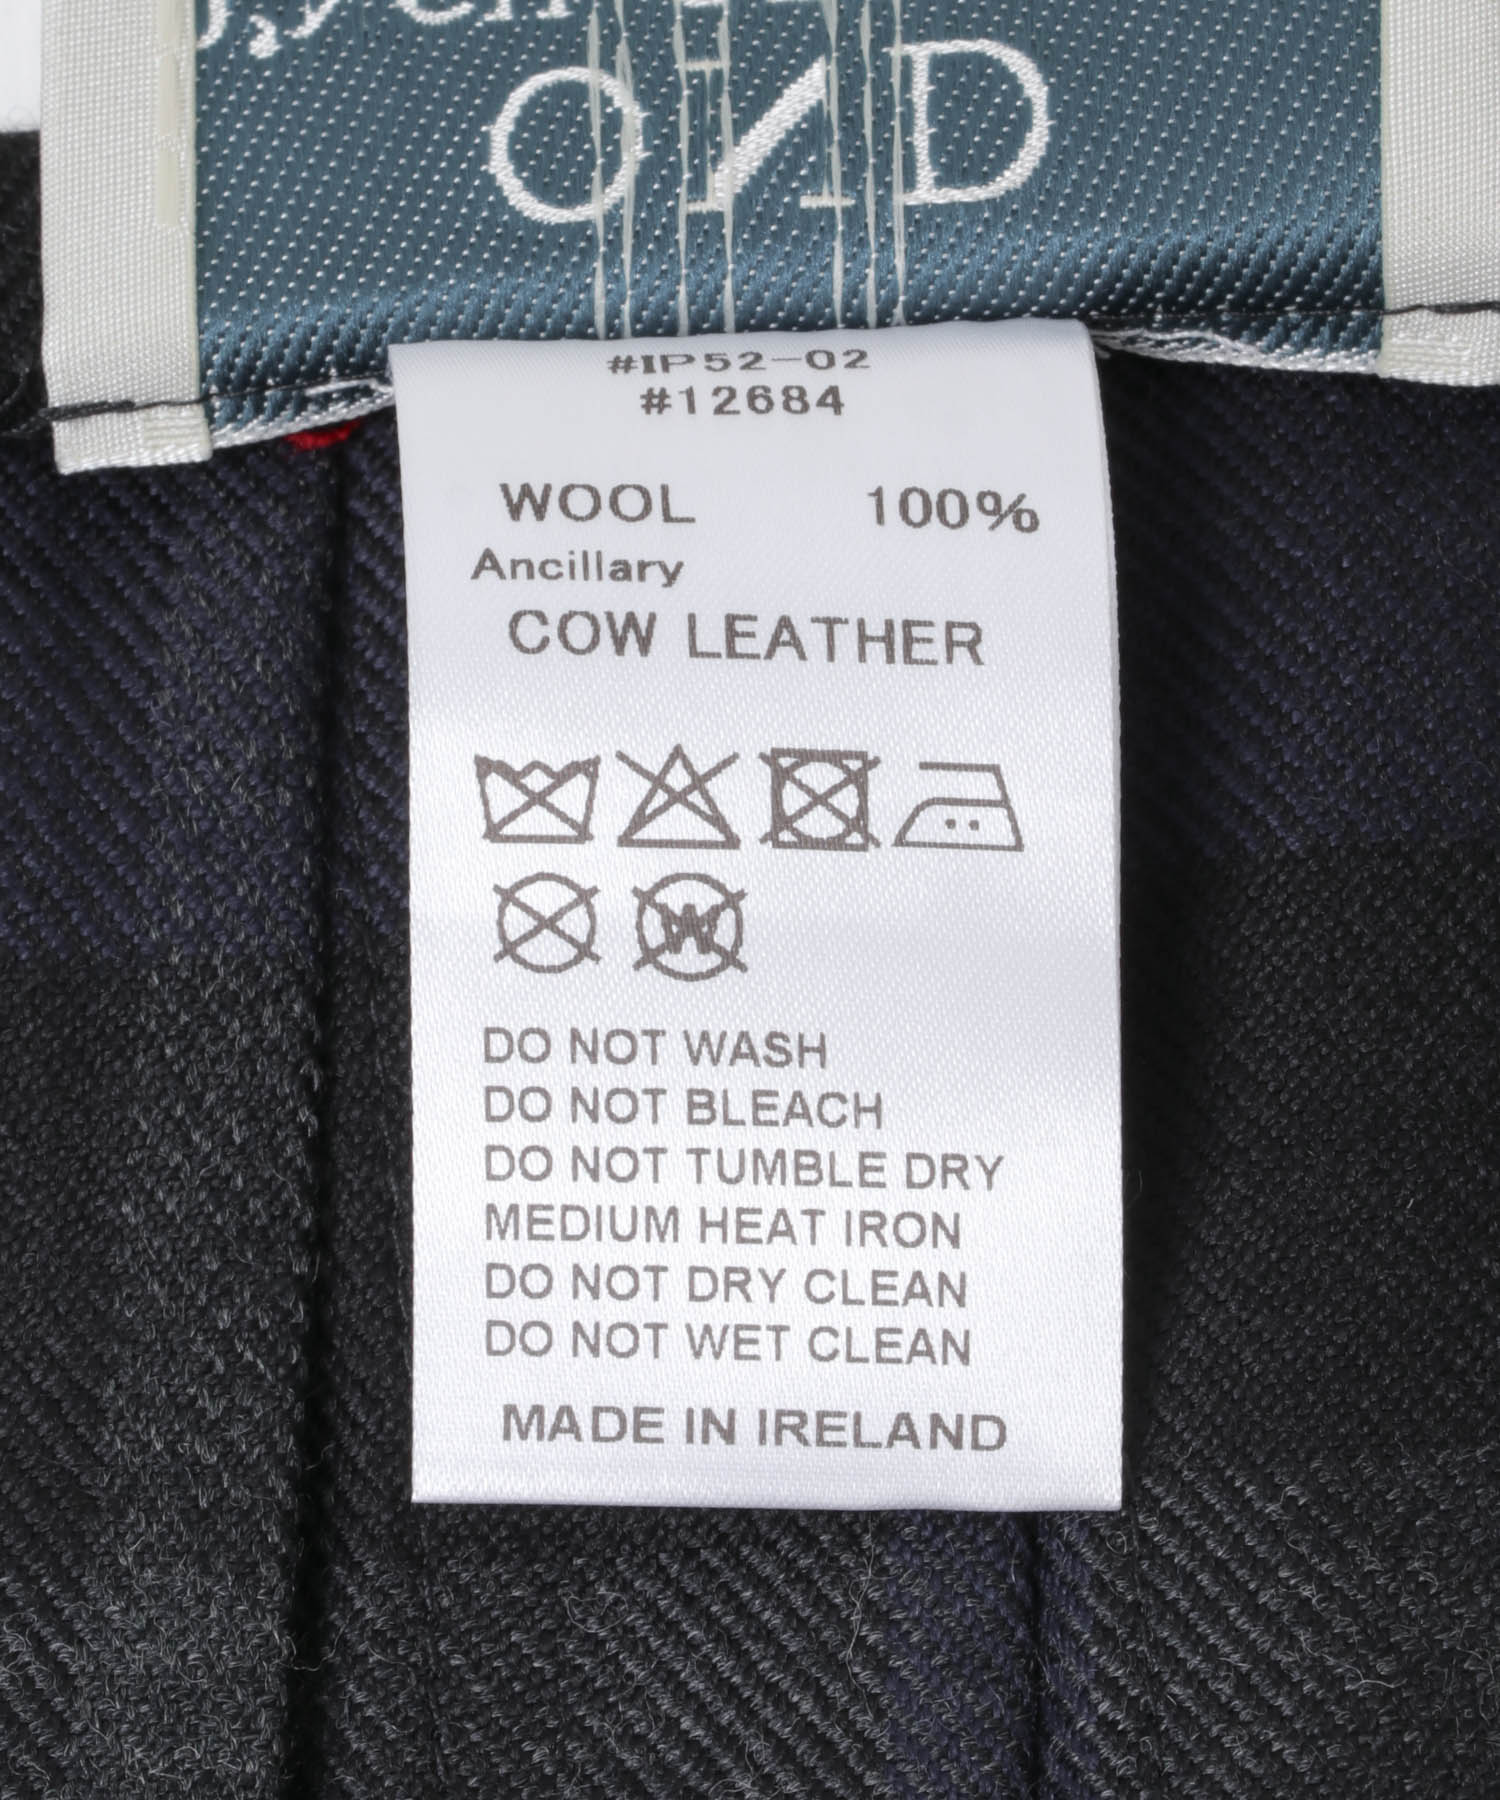 #IP52-02
#12684
WOOL 100%
Ancillary
COW LEATHER
W
DO NOT WASH
DO NOT BLEACH
DO NOT TUMBLE DRY
MEDIUM HEAT IRON
DO NOT DRY CLEAN
DO NOT WET CLEAN
MADE IN IRELAND